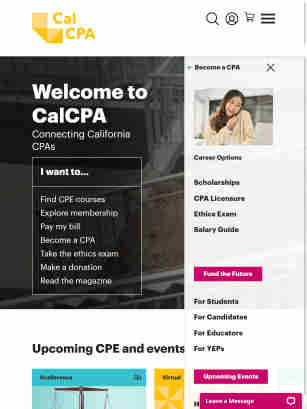 Cal
CPA
Welcome to
CalCPA
Connecting California
CPAs
I want to...
Find CPE courses
Explore membership
Pay my bill
Become a CPA
Take the ethics exam
Make a donation
Read the magazine
Upcoming CPE and events
Virtual
← Become a CPA
Career Options
Scholarships
CPA Licensure
Ethics Exam
Salary Guide
Fund the Future
For Students
For Candidates
For Educators
For YEPs
Upcoming Events
Leave a Message